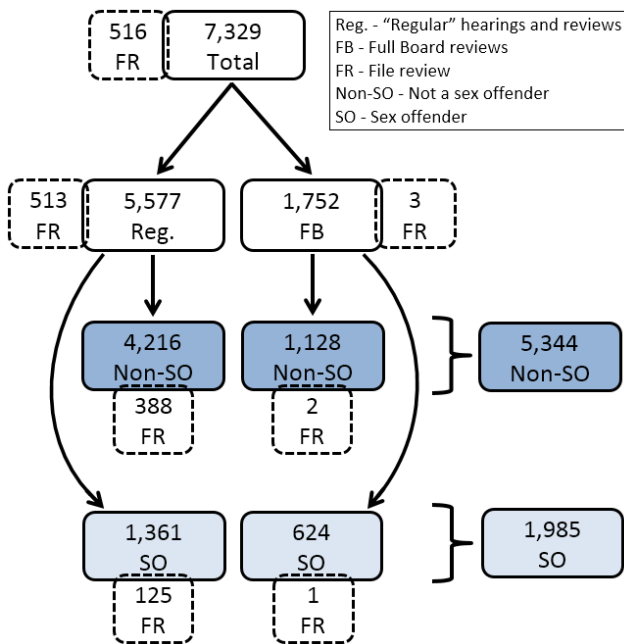 516
FR
7,329
Total
Reg. - “Regular” hearings and reviews
FB - Full Board reviews
FR - File review
Non-SO - Not a sex offender
SO - Sex offender
513
FR
5,577
Reg.
1,752
FB
3
FR
4,216
Non-SO
388
FR
1,128
Non-SO
2
FR
5,344
Non-SO
1,361
SO
125
FR
624
SO
1
FR
1,985
SO